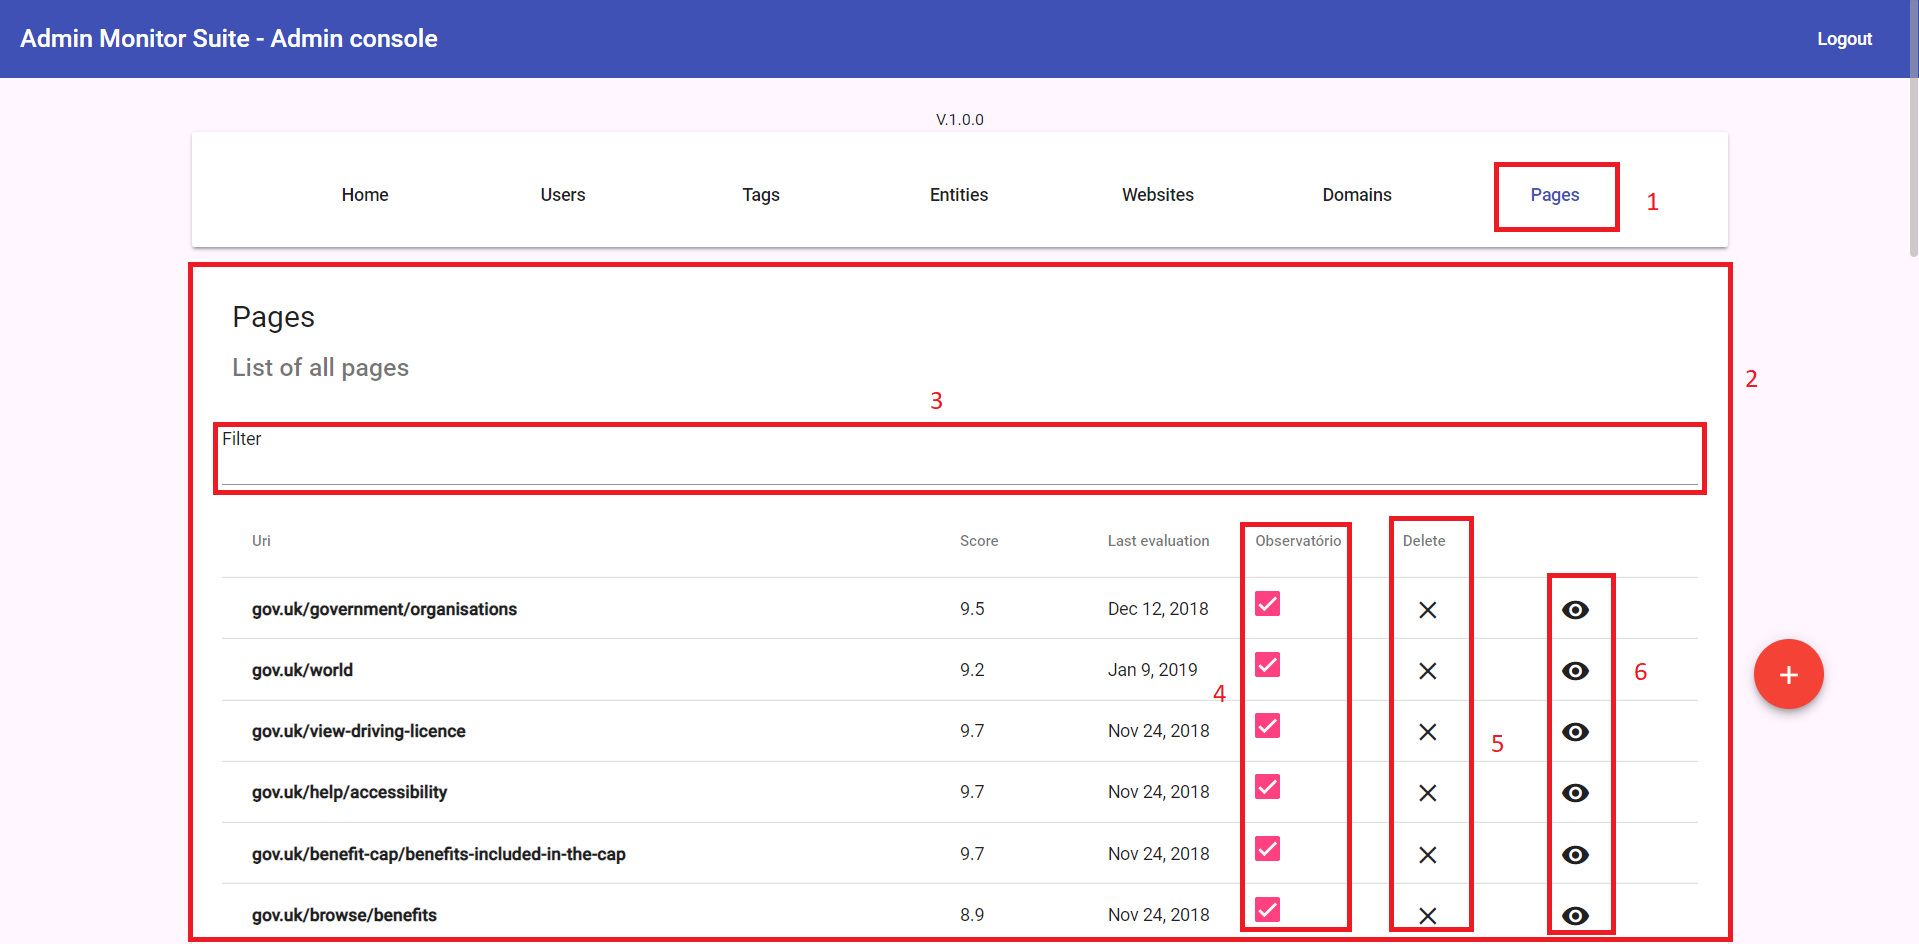 Admin Monitor Suite - Admin console
Logout
V.1.0.0
Home Users Tags Entities Websites Domains Pages 1
Pages
List of all pages
2
3
Filter
Uri Score Last evaluation Observatório Delete
gov.uk/government/organisations 9.5 Dec 12, 2018
gov.uk/world 9.2 Jan 9, 2019
6
4
gov.uk/view-driving-licence 9.7 Nov 24, 2018
5
gov.uk/help/accessibility 9.7 Nov 24, 2018
gov.uk/benefit-cap/benefits-included-in-the-cap 9.7 Nov 24, 2018
gov.uk/browse/benefits 8.9 Nov 24, 2018